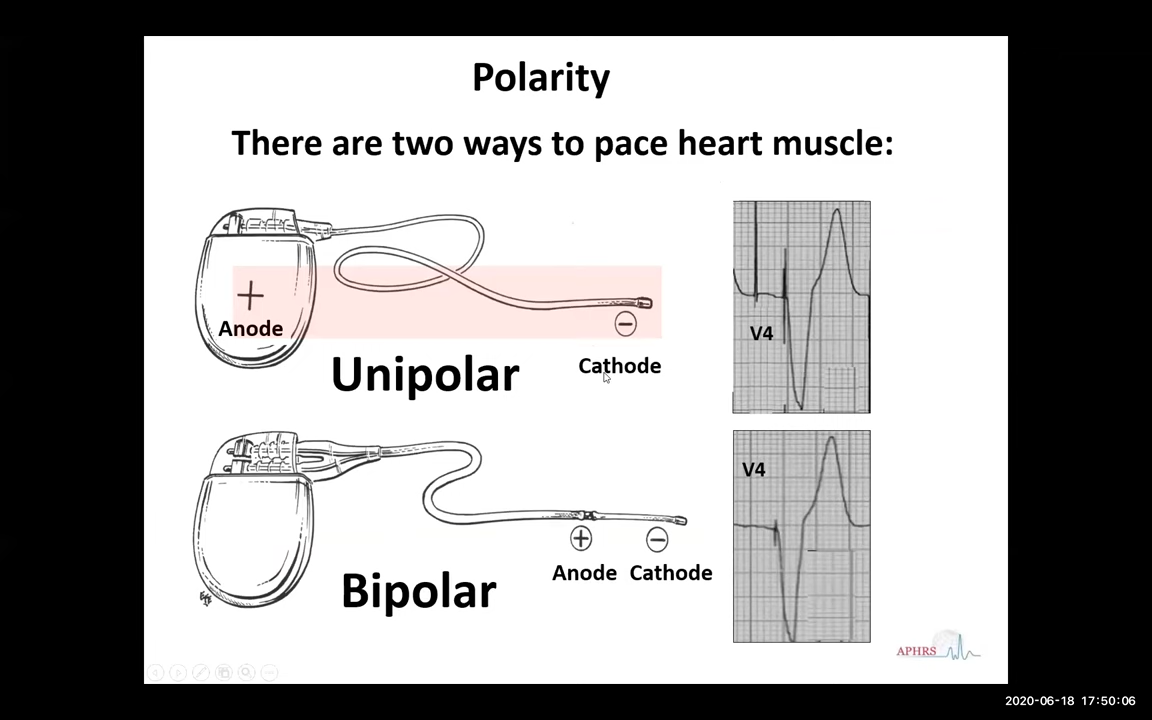 Polarity
There are two ways to pace heart muscle:
+
Anode
−
Cathode
Unipolar
V4
V4
+ −
Anode Cathode
Bipolar
APHRS
2020-06-18 17:50:06